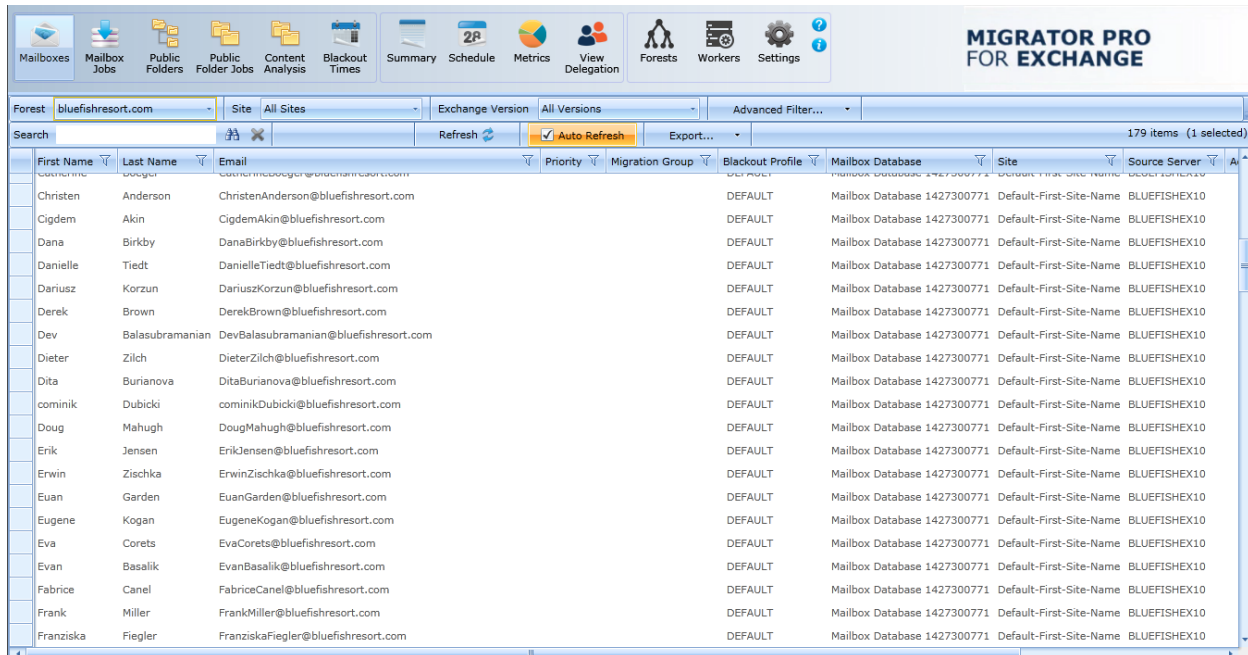 Mailboxes Mailbox Jobs Public Folders Public Folder Jobs Content Analysis Blackout Times Summary 28 Schedule Metrics View Delegation Forests Workers Settings ? i
MIGRATOR PRO
FOR EXCHANGE
Forest bluefishresort.com Site All Sites Exchange Version All Versions Advanced Filter...
Search Refresh Auto Refresh Export... 179 items (1 selected)
First Name Last Name Email Priority Migration Group Blackout Profile Mailbox Database Site Source Server
Catherine Boeger CatherineBoeger@bluefishresort.com DEFAULT Mailbox Database 1427300771 Default-First-Site-Name BLUEFISHEX10
Christen Anderson ChristenAnderson@bluefishresort.com DEFAULT Mailbox Database 1427300771 Default-First-Site-Name BLUEFISHEX10
Cigdem Akin CigdemAkin@bluefishresort.com DEFAULT Mailbox Database 1427300771 Default-First-Site-Name BLUEFISHEX10
Dana Birkby DanaBirkby@bluefishresort.com DEFAULT Mailbox Database 1427300771 Default-First-Site-Name BLUEFISHEX10
Danielle Tiedt DanielleTiedt@bluefishresort.com DEFAULT Mailbox Database 1427300771 Default-First-Site-Name BLUEFISHEX10
Dariusz Korzun DariuszKorzun@bluefishresort.com DEFAULT Mailbox Database 1427300771 Default-First-Site-Name BLUEFISHEX10
Derek Brown DerekBrown@bluefishresort.com DEFAULT Mailbox Database 1427300771 Default-First-Site-Name BLUEFISHEX10
Dev Balasubramanian DevBalasubramanian@bluefishresort.com DEFAULT Mailbox Database 1427300771 Default-First-Site-Name BLUEFISHEX10
Dieter Zilch DieterZilch@bluefishresort.com DEFAULT Mailbox Database 1427300771 Default-First-Site-Name BLUEFISHEX10
Dita Burianova DitaBurianova@bluefishresort.com DEFAULT Mailbox Database 1427300771 Default-First-Site-Name BLUEFISHEX10
cominik Dubicki cominikDubicki@bluefishresort.com DEFAULT Mailbox Database 1427300771 Default-First-Site-Name BLUEFISHEX10
Doug Mahugh DougMahugh@bluefishresort.com DEFAULT Mailbox Database 1427300771 Default-First-Site-Name BLUEFISHEX10
Erik Jensen ErikJensen@bluefishresort.com DEFAULT Mailbox Database 1427300771 Default-First-Site-Name BLUEFISHEX10
Erwin Zischka ErwinZischka@bluefishresort.com DEFAULT Mailbox Database 1427300771 Default-First-Site-Name BLUEFISHEX10
Euan Garden EuanGarden@bluefishresort.com DEFAULT Mailbox Database 1427300771 Default-First-Site-Name BLUEFISHEX10
Eugene Kogan EugeneKogan@bluefishresort.com DEFAULT Mailbox Database 1427300771 Default-First-Site-Name BLUEFISHEX10
Eva Corets EvaCorets@bluefishresort.com DEFAULT Mailbox Database 1427300771 Default-First-Site-Name BLUEFISHEX10
Evan Basalik EvanBasalik@bluefishresort.com DEFAULT Mailbox Database 1427300771 Default-First-Site-Name BLUEFISHEX10
Fabrice Canel FabriceCanel@bluefishresort.com DEFAULT Mailbox Database 1427300771 Default-First-Site-Name BLUEFISHEX10
Frank Miller FrankMiller@bluefishresort.com DEFAULT Mailbox Database 1427300771 Default-First-Site-Name BLUEFISHEX10
Franziska Fiegler FranziskaFiegler@bluefishresort.com DEFAULT Mailbox Database 1427300771 Default-First-Site-Name BLUEFISHEX10